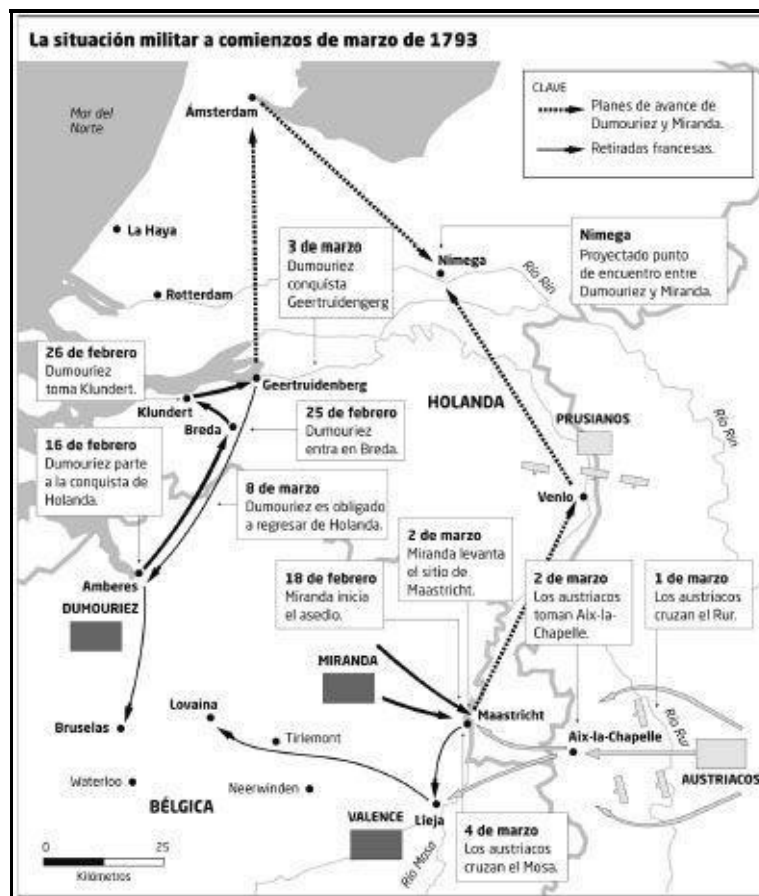 La situación militar a comienzos de marzo de 1793
CLAVE
Planes de avance de
Dumouriez y Miranda.
Retiradas francesas.
Mar del
Norte
Ámsterdam
La Haya
Rotterdam
3 de marzo
Dumouriez
conquista
Geertruidengerg
Nimega
Nimega
Proyectado punto
de encuentro entre
Dumouriez y Miranda.
Río Rin
26 de febrero
Dumouriez
toma Klundert.
Geertruidenberg
Klundert
Breda
HOLANDA
25 de febrero
Dumouriez
entra en Breda.
PRUSIANOS
Río Rin
16 de febrero
Dumouriez parte
a la conquista de
Holanda.
8 de marzo
Dumouriez es obligado
a regresar de Holanda.
Venlo
2 de marzo
Miranda levanta
el sitio de
Maastricht.
Amberes
DUMOURIEZ
18 de febrero
Miranda inicia
el asedio.
2 de marzo
Los austriacos
toman Aix-la-
Chapelle.
1 de marzo
Los austriacos
cruzan el Rur.
MIRANDA
Lovaina
Maastricht
Río Rur
Bruselas
Tirlemont
Aix-la-Chapelle
AUSTRIACOS
Waterloo
Neerwinden
BÉLGICA
VALENCE
Lieja
4 de marzo
Los austriacos
cruzan el Mosa.
Río Mosa
0 25
Kilómetros